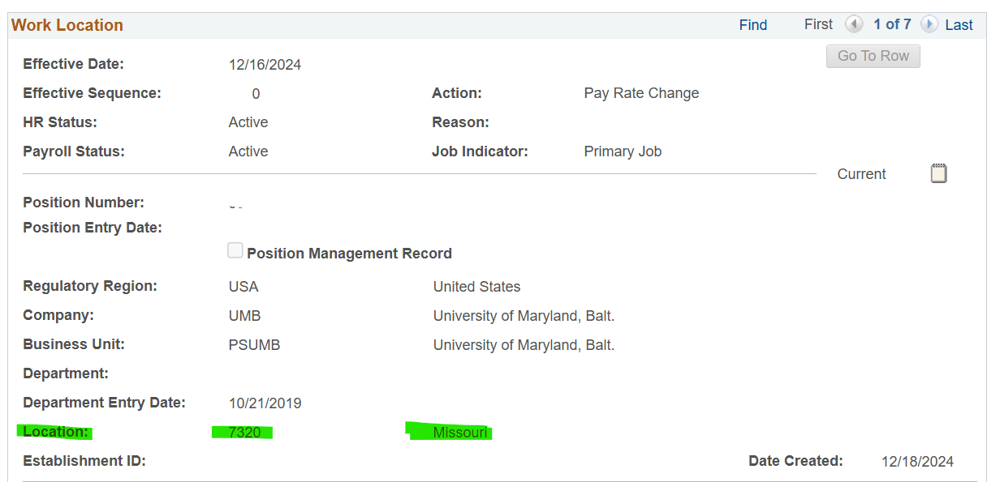 Work Location Find First 1 of 7 Last
Go To Row
Effective Date: 12/16/2024
Effective Sequence: 0 Action: Pay Rate Change
HR Status: Active Reason:
Payroll Status: Active Job Indicator: Primary Job
Current
Position Number:
Position Entry Date:
Position Management Record
Regulatory Region: USA United States
Company: UMB University of Maryland, Balt.
Business Unit: PSUMB University of Maryland, Balt.
Department:
Department Entry Date: 10/21/2019
Location: 7320 Missouri
Establishment ID: Date Created: 12/18/2024